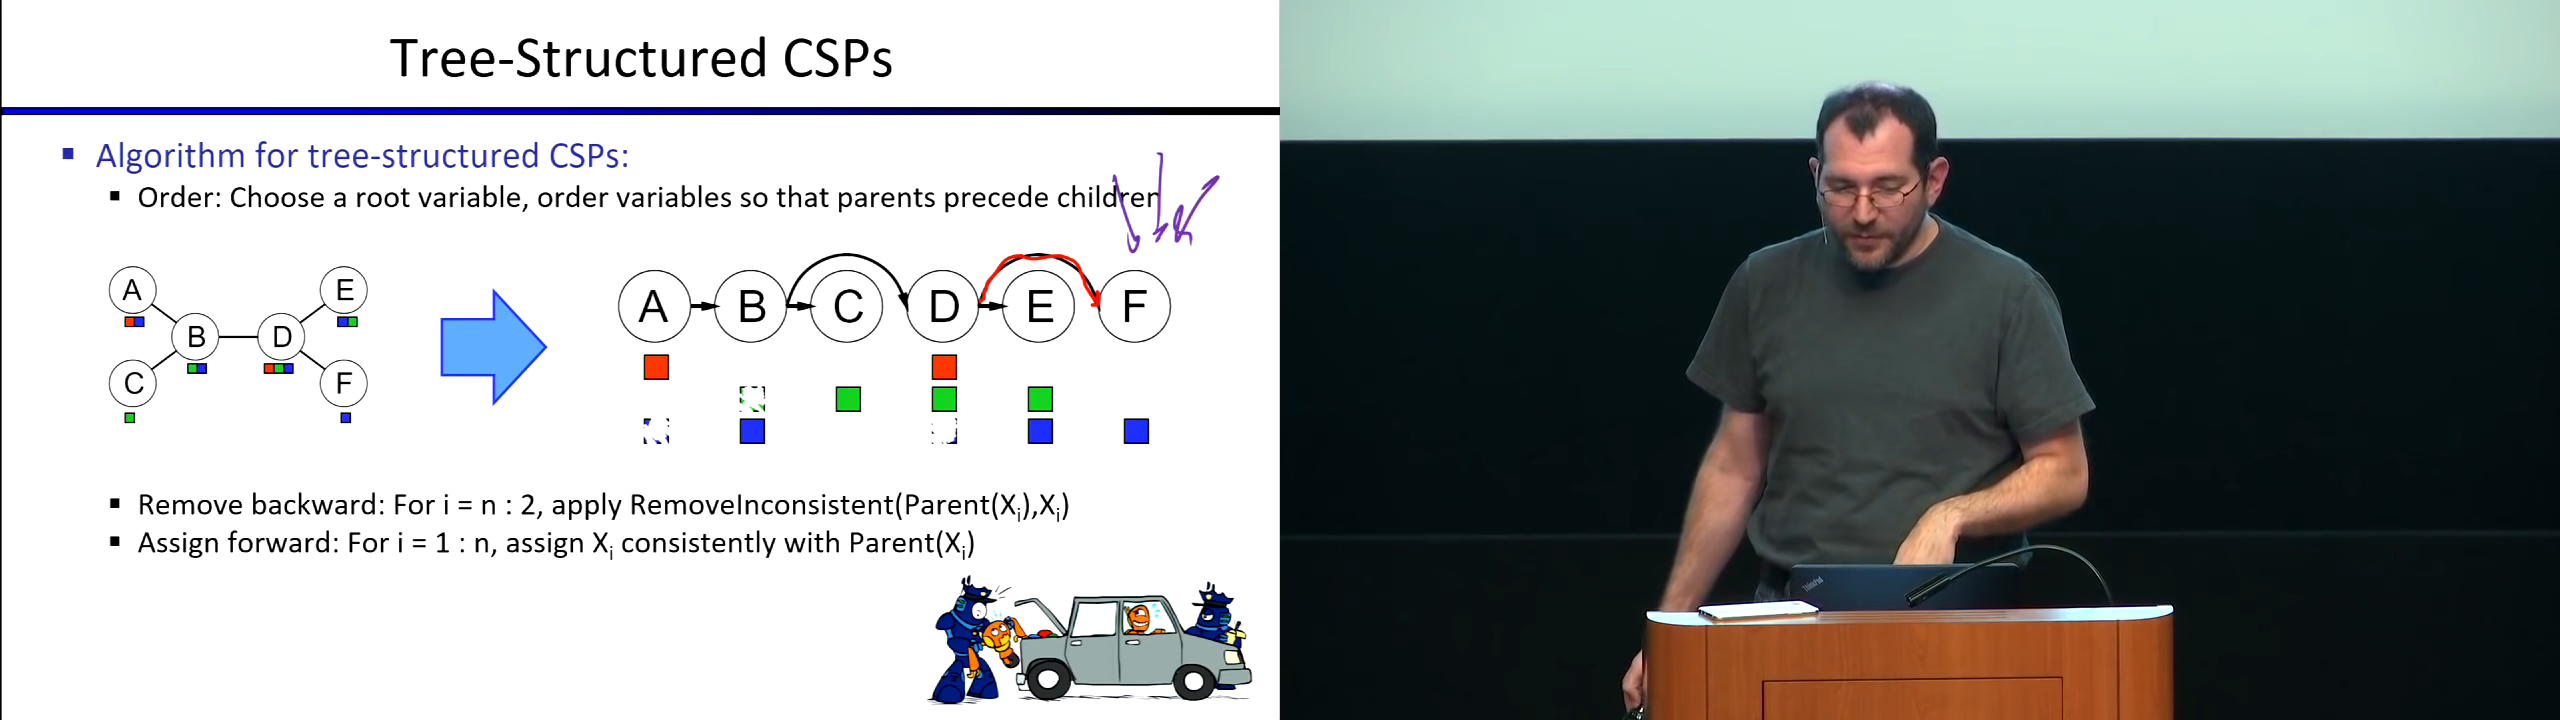 Tree-Structured CSPs
Algorithm for tree-structured CSPs:
Order: Choose a root variable, order variables so that parents precede children
A
E
B
D
C
F
A B C D E F
Remove backward: For i = n : 2, apply RemoveInconsistent(Parent(Xi),Xi)
Assign forward: For i = 1 : n, assign Xi consistently with Parent(Xi)
ThinkPad